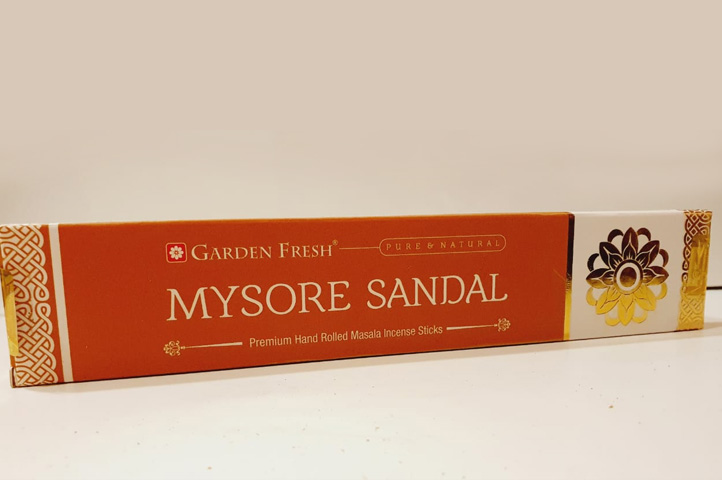 GARDEN FRESH®
PURE & NATURAL
MYSORE SANDAL
Premium Hand Rolled Masala Incense Sticks